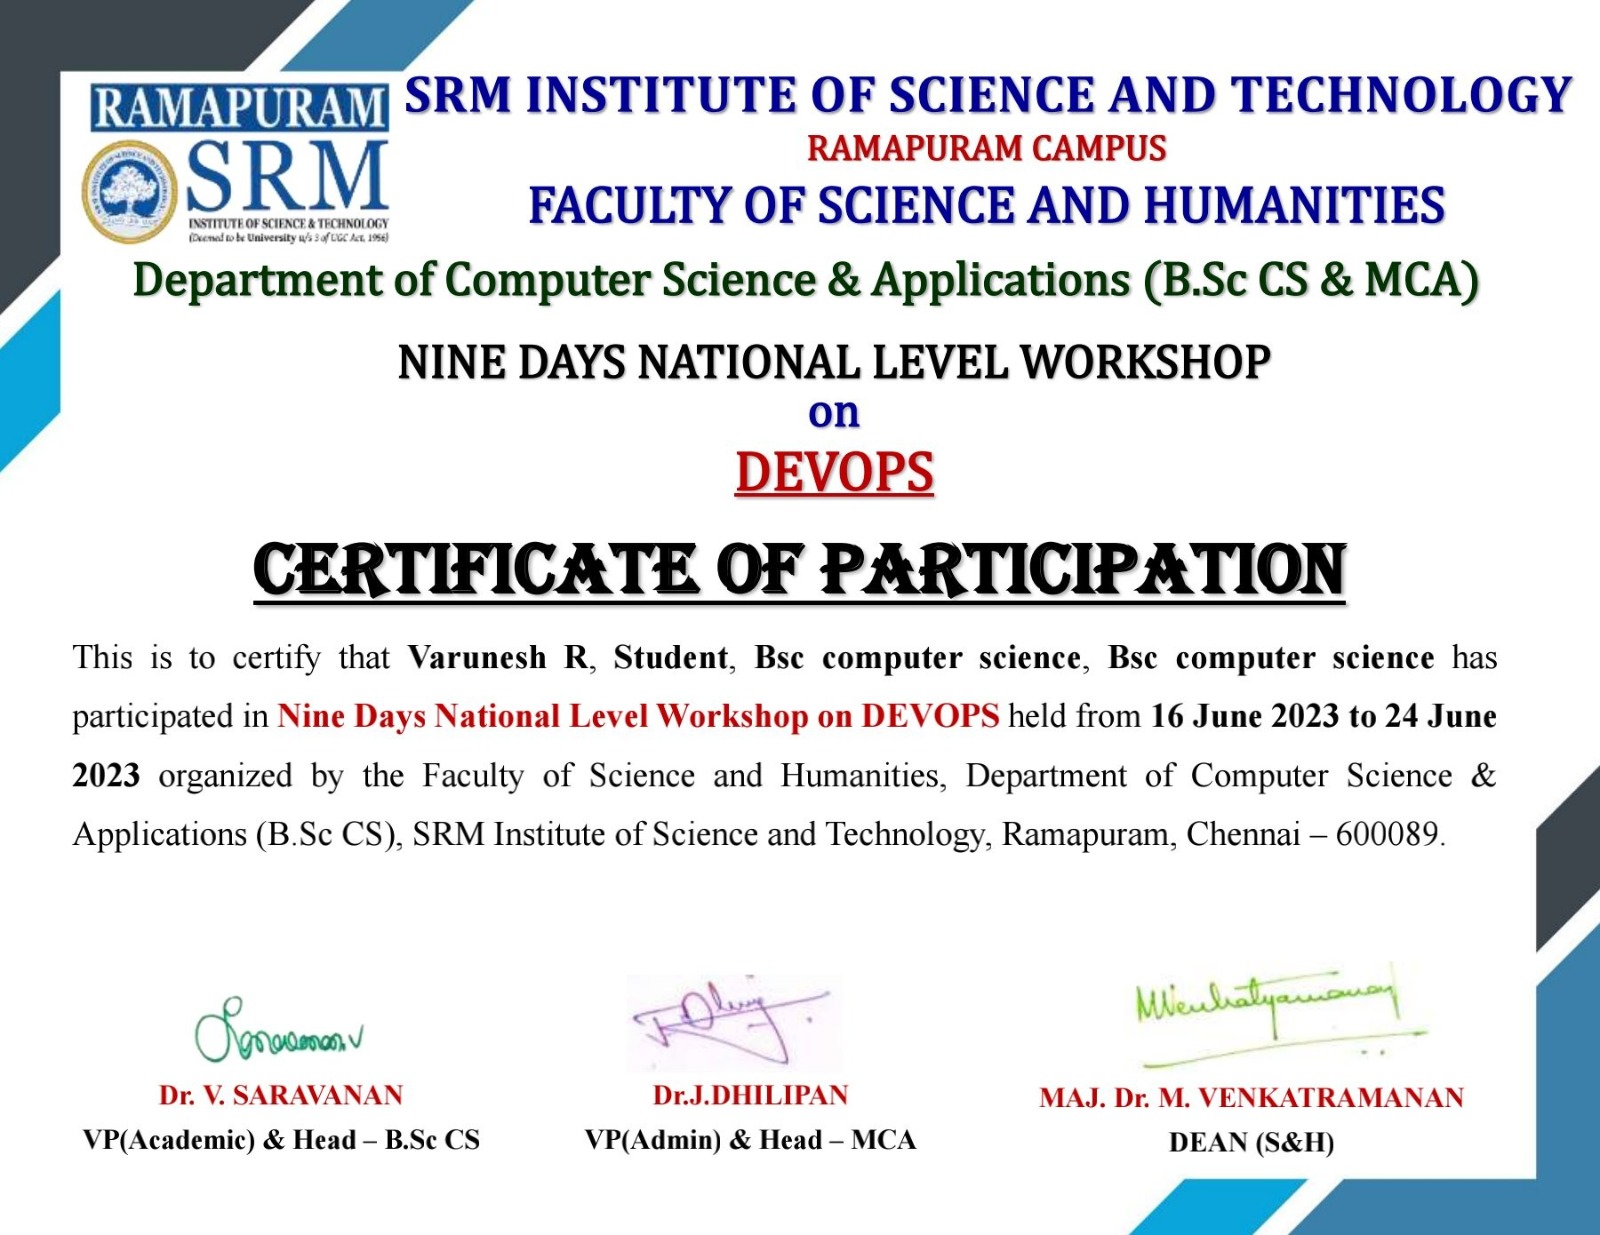 RAMAPURAM
SRM
INSTITUTE OF SCIENCE & TECHNOLOGY
(Deemed to be University u/s 3 of UGC Act, 1956)
SRM INSTITUTE OF SCIENCE AND TECHNOLOGY
RAMAPURAM CAMPUS
FACULTY OF SCIENCE AND HUMANITIES
Department of Computer Science & Applications (B.Sc CS & MCA)
NINE DAYS NATIONAL LEVEL WORKSHOP
on
DEVOPS
CERTIFICATE OF PARTICIPATION
This is to certify that Varunesh R, Student, Bsc computer science, Bsc computer science has
participated in Nine Days National Level Workshop on DEVOPS held from 16 June 2023 to 24 June
2023 organized by the Faculty of Science and Humanities, Department of Computer Science &
Applications (B.Sc CS), SRM Institute of Science and Technology, Ramapuram, Chennai – 600089.
Dr. V. SARAVANAN
VP(Academic) & Head – B.Sc CS
Dr.J.DHILIPAN
VP(Admin) & Head – MCA
MAJ. Dr. M. VENKATRAMANAN
DEAN (S&H)